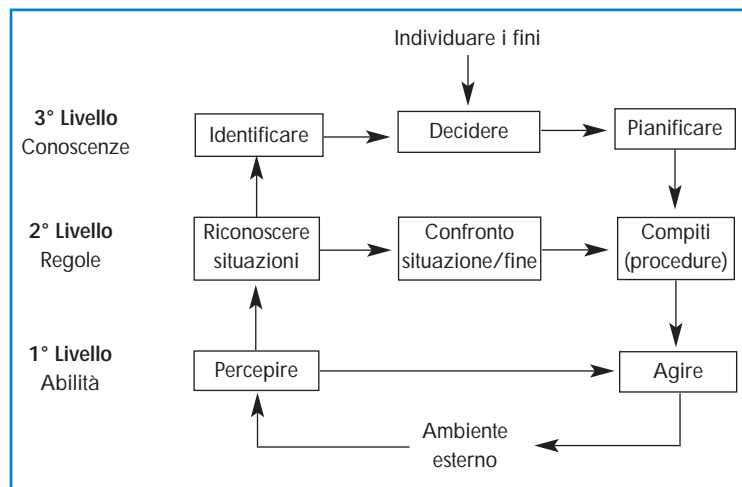 Individuare i fini
3° Livello
Conoscenze
Identificare
Decidere
Pianificare
2° Livello
Regole
Riconoscere
situazioni
Confronto
situazione/fine
Compiti
(procedure)
1° Livello
Abilità
Percepire
Agire
Ambiente
esterno